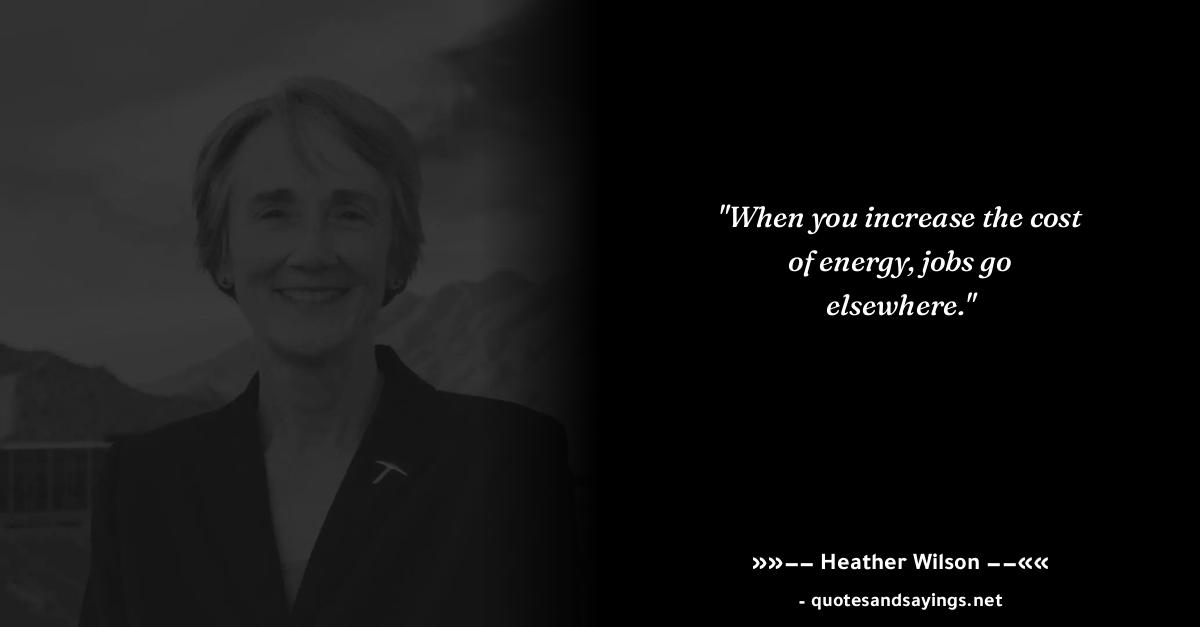 "When you increase the cost
of energy, jobs go
elsewhere."
»»−− Heather Wilson −−««
- quotesandsayings.net